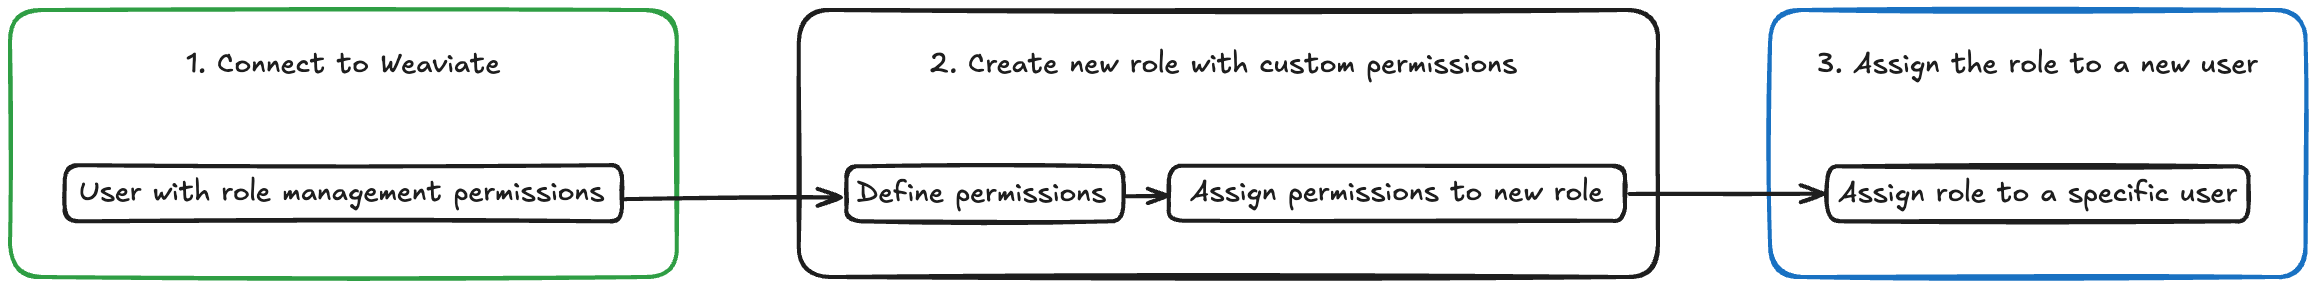 1. Connect to Weaviate
User with role management permissions
2. Create new role with custom permissions
Define permissions
Assign permissions to new role
3. Assign the role to a new user
Assign role to a specific user